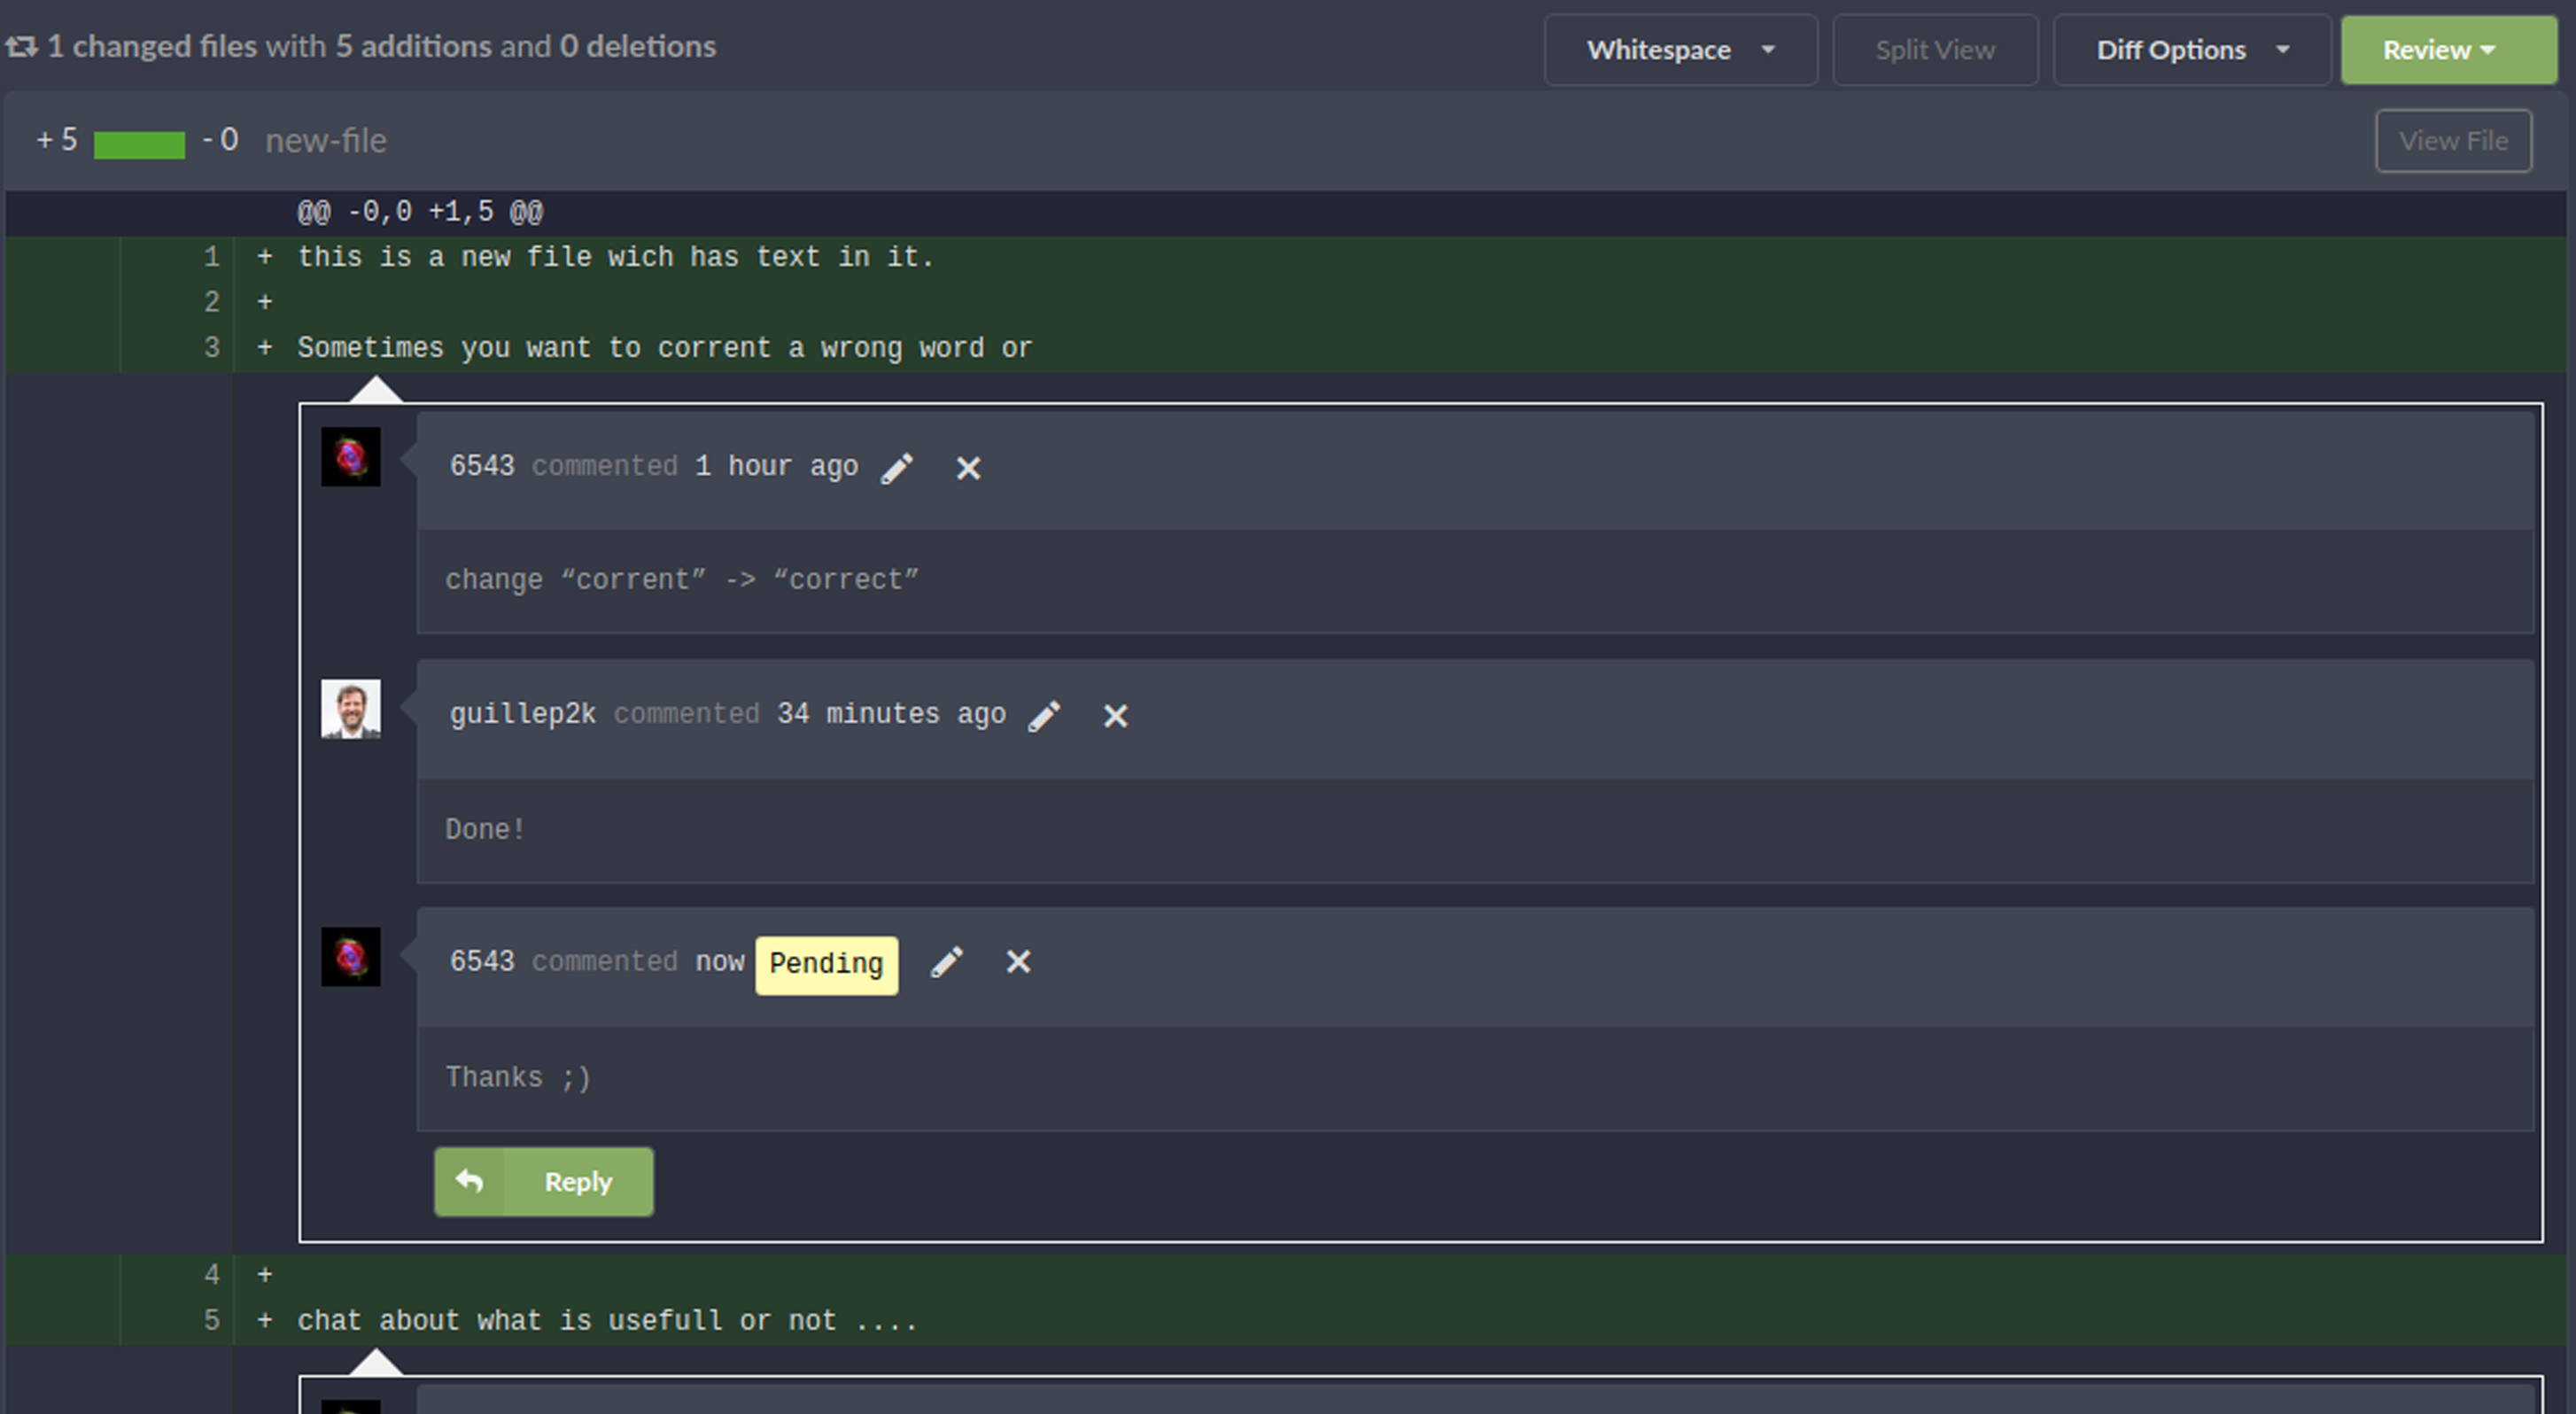 1 changed files with 5 additions and 0 deletions
Whitespace
Split View
Diff Options
Review
+ 5 - 0 new-file
View File
@@ -0,0 +1,5 @@
1 + this is a new file wich has text in it.
2 +
3 + Sometimes you want to corrent a wrong word or
6543 commented 1 hour ago
change “corrent” -> “correct”
guillep2k commented 34 minutes ago
Done!
6543 commented now Pending
Thanks ;)
Reply
4 +
5 + chat about what is usefull or not ....